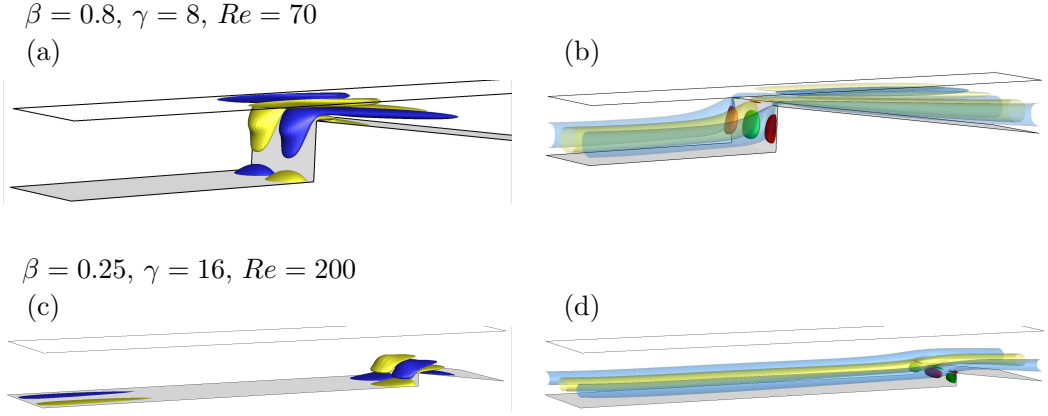 β = 0.8, γ = 8, Re = 70
(a) (b)
β = 0.25, γ = 16, Re = 200
(c) (d)